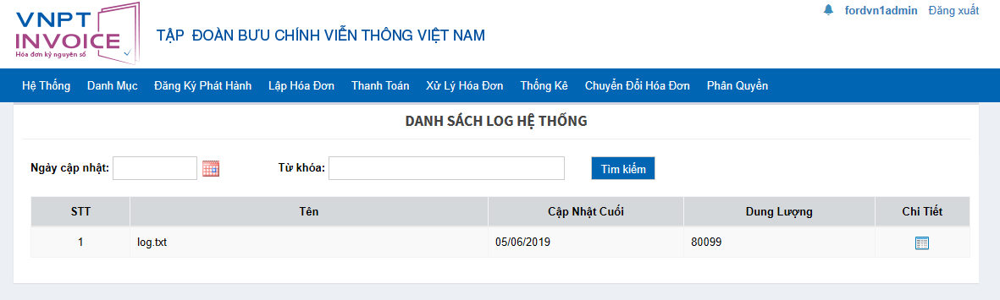 VNPT
INVOICE
Hóa đơn kỷ nguyên số
TẬP ĐOÀN BƯU CHÍNH VIỄN THÔNG VIỆT NAM
fordvn1admin Đăng xuất
Hệ Thống Danh Mục Đăng Ký Phát Hành Lập Hóa Đơn Thanh Toán Xử Lý Hóa Đơn Thống Kê Chuyển Đổi Hóa Đơn Phân Quyền
DANH SÁCH LOG HỆ THỐNG
Ngày cập nhật: Từ khóa: Tìm kiếm
STT Tên Cập Nhật Cuối Dung Lượng Chi Tiết
1 log.txt 05/06/2019 80099